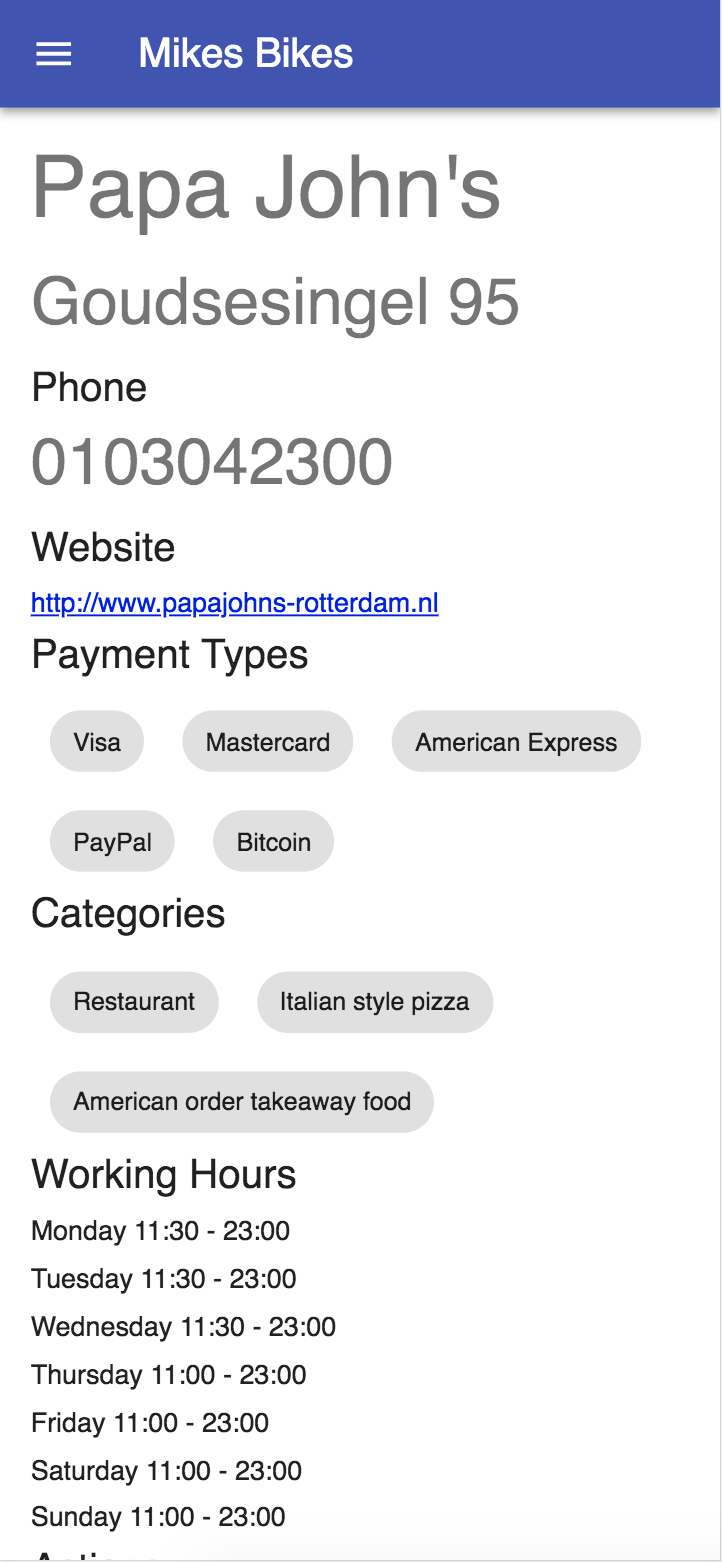 Mikes Bikes
Papa John's
Goudsesingel 95
Phone
0103042300
Website
http://www.papajohns-rotterdam.nl
Payment Types
Visa Mastercard American Express
PayPal Bitcoin
Categories
Restaurant Italian style pizza
American order takeaway food
Working Hours
Monday 11:30 - 23:00
Tuesday 11:30 - 23:00
Wednesday 11:30 - 23:00
Thursday 11:00 - 23:00
Friday 11:00 - 23:00
Saturday 11:00 - 23:00
Sunday 11:00 - 23:00